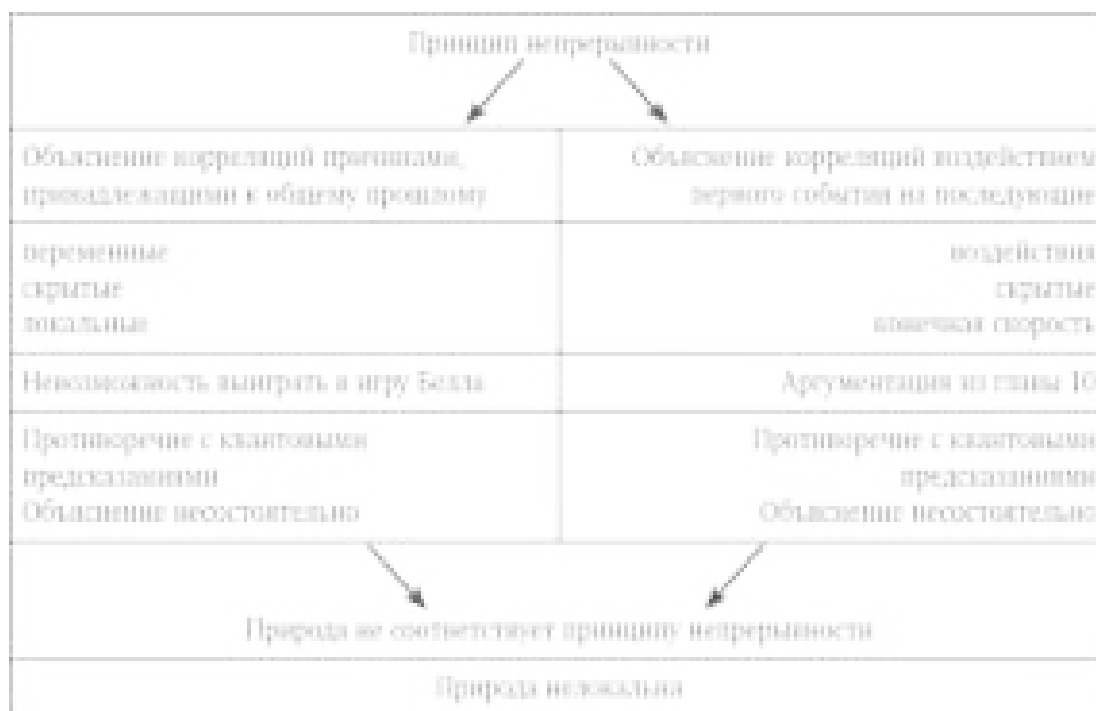 Принцип непрерывности
Объяснение корреляций причинами,
принадлежащими к общему прошлому
Объяснение корреляций воздействием
первого события на последующие
переменные
скрытые
локальные
воздействия
скрытые
конечная скорость
Невозможность выиграть в игру Белла
Аргументация из главы 10
Противоречие с квантовыми
предсказаниями
Объяснение несостоятельно
Противоречие с квантовыми
предсказаниями
Объяснение несостоятельно
Природа не соответствует принципу непрерывности
Природа нелокальна